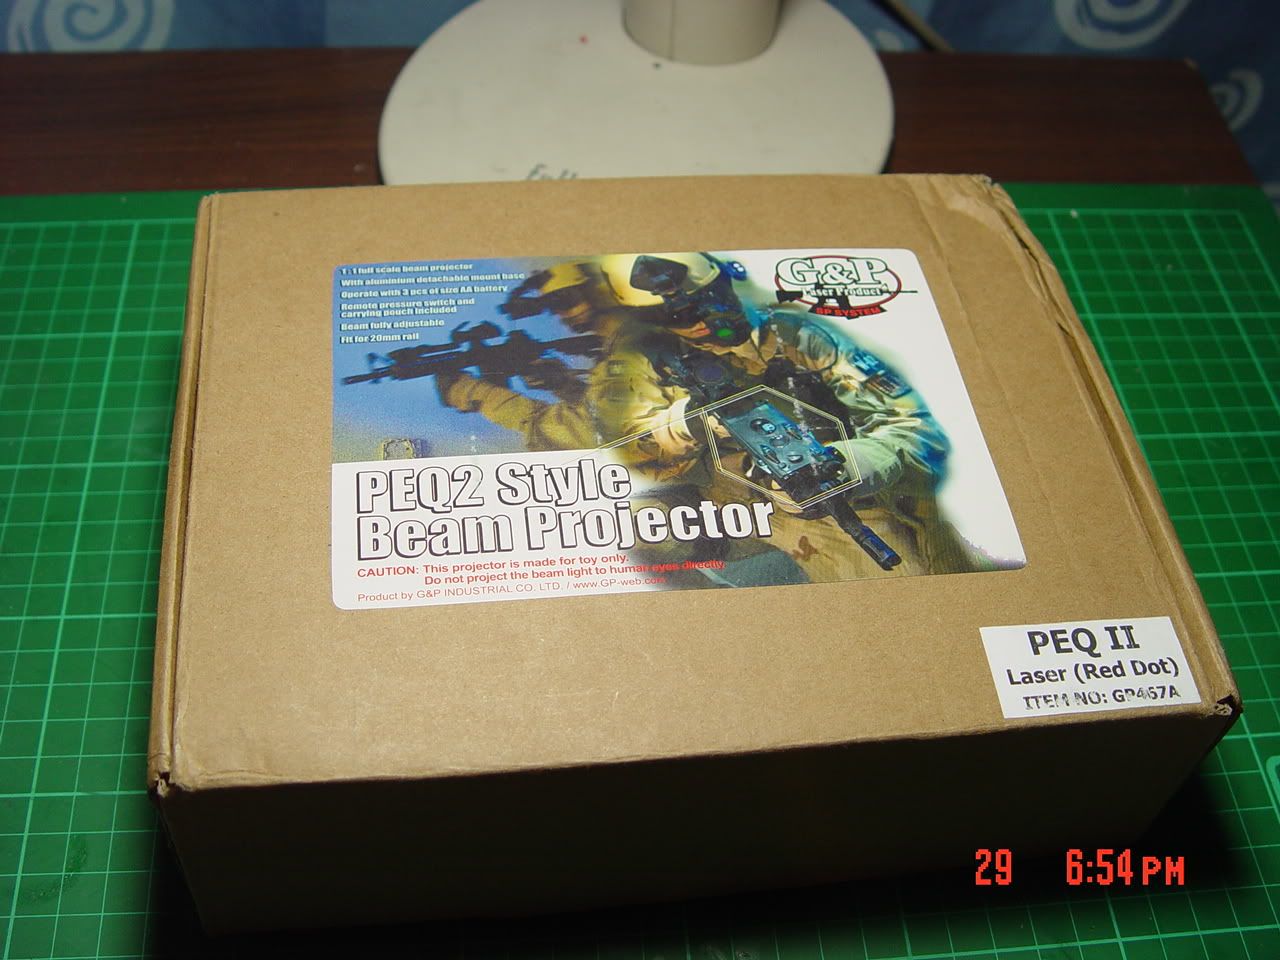 1 : 1 full scale beam projector
With aluminium detachable mount base
Operate with 3 pcs of size AA battery
Remote pressure switch and
carrying pouch included
Beam fully adjustable
Fit for 20mm rail
G&P
Laser Product
SP SYSTEM
PEQ2 Style
Beam Projector
CAUTION: This projector is made for toy only.
Do not project the beam light to human eyes directly.
Product by G&P INDUSTRIAL CO. LTD. / www.GP-web.com
PEQ II
Laser (Red Dot)
ITEM NO: GP457A
29 6:54PM